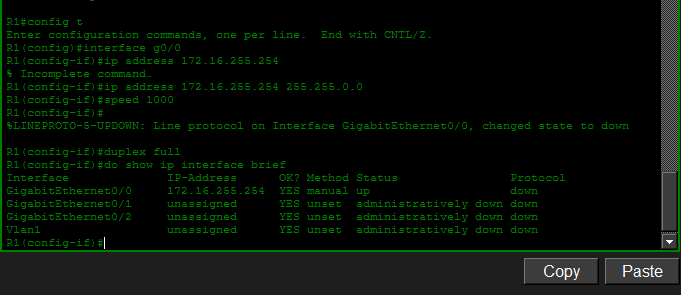 R1#config t
Enter configuration commands, one per line.  End with CNTL/Z.
R1(config)#interface g0/0
R1(config-if)#ip address 172.16.255.254
% Incomplete command.
R1(config-if)#ip address 172.16.255.254 255.255.0.0
R1(config-if)#speed 1000
R1(config-if)#
%LINEPROTO-5-UPDOWN: Line protocol on Interface GigabitEthernet0/0, changed state to down
R1(config-if)#duplex full
R1(config-if)#do show ip interface brief
Interface              IP-Address      OK? Method Status                Protocol
GigabitEthernet0/0     172.16.255.254  YES manual up                    down
GigabitEthernet0/1     unassigned      YES unset  administratively down down
GigabitEthernet0/2     unassigned      YES unset  administratively down down
Vlan1                  unassigned      YES unset  administratively down down
R1(config-if)#
Copy Paste